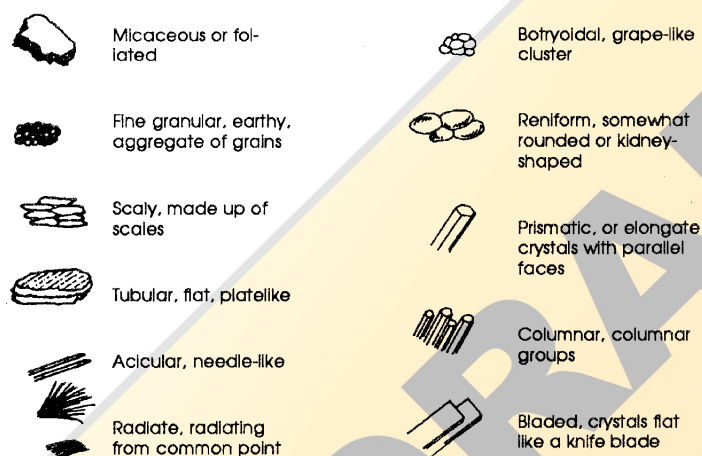 Micaceous or fol-
iated
Fine granular, earthy,
aggregate of grains
Scaly, made up of
scales
Tubular, flat, platelike
Acicular, needle-like
Radiate, radiating
from common point
Botryoidal, grape-like
cluster
Reniform, somewhat
rounded or kidney-
shaped
Prismatic, or elongate
crystals with parallel
faces
Columnar, columnar
groups
Bladed, crystals flat
like a knife blade